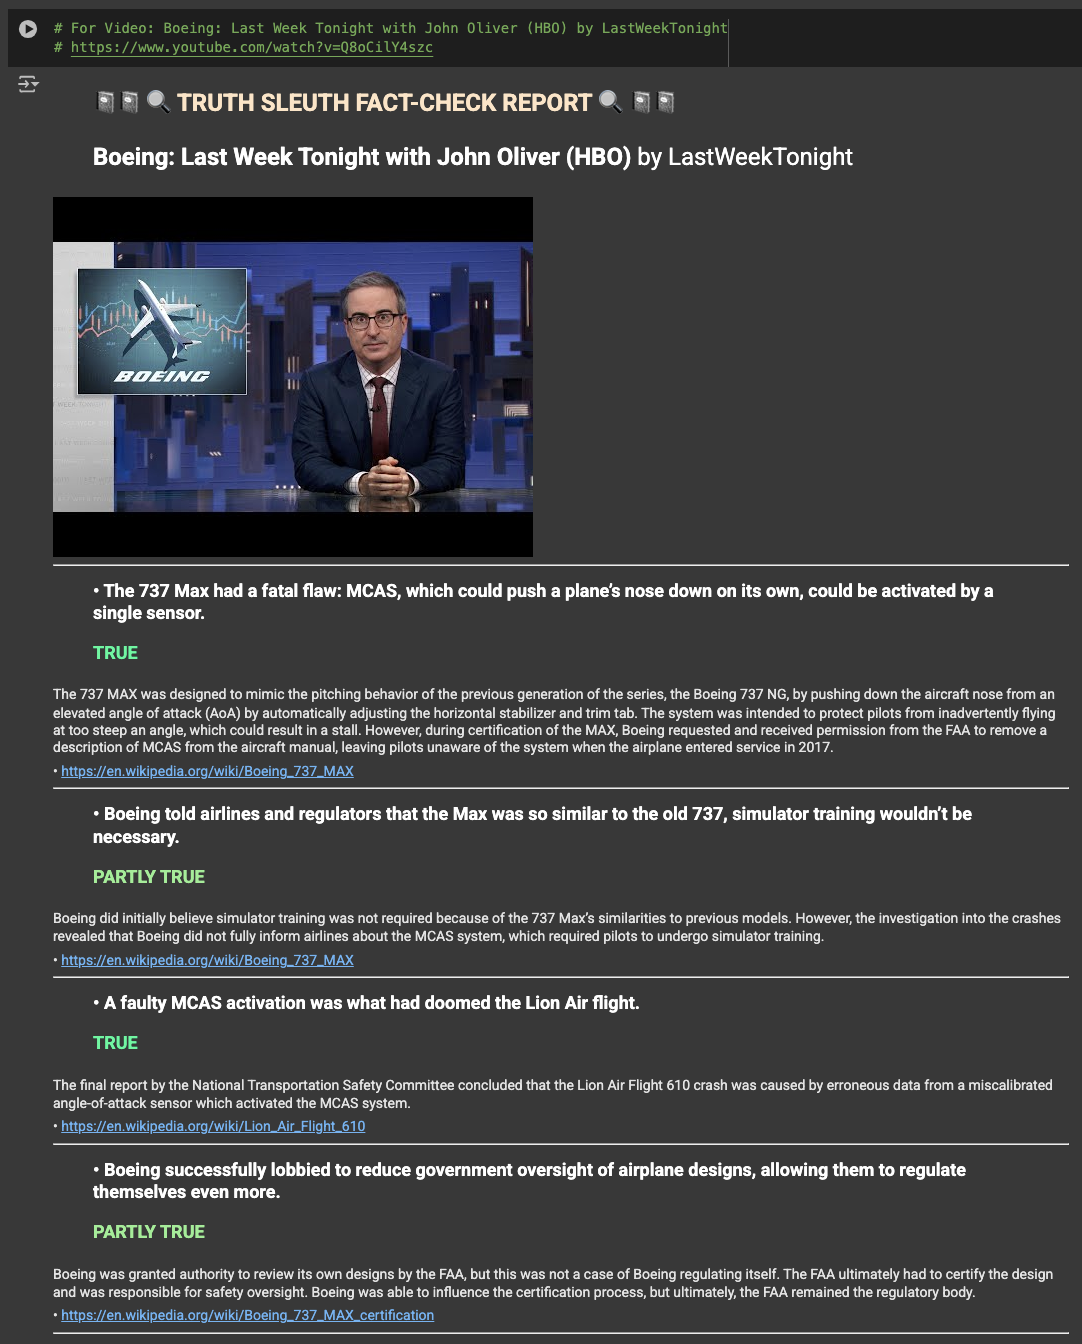 # For Video: Boeing: Last Week Tonight with John Oliver (HBO) by LastWeekTonight
# https://www.youtube.com/watch?v=Q8oCilY4szc
TRUTH SLEUTH FACT-CHECK REPORT
Boeing: Last Week Tonight with John Oliver (HBO) by LastWeekTonight
BOEING
• The 737 Max had a fatal flaw: MCAS, which could push a plane’s nose down on its own, could be activated by a
single sensor.
TRUE
The 737 MAX was designed to mimic the pitching behavior of the previous generation of the series, the Boeing 737 NG, by pushing down the aircraft nose from an
elevated angle of attack (AoA) by automatically adjusting the horizontal stabilizer and trim tab. The system was intended to protect pilots from inadvertently flying
at too steep an angle, which could result in a stall. However, during certification of the MAX, Boeing requested and received permission from the FAA to remove a
description of MCAS from the aircraft manual, leaving pilots unaware of the system when the airplane entered service in 2017.
• https://en.wikipedia.org/wiki/Boeing_737_MAX
• Boeing told airlines and regulators that the Max was so similar to the old 737, simulator training wouldn’t be
necessary.
PARTLY TRUE
Boeing did initially believe simulator training was not required because of the 737 Max’s similarities to previous models. However, the investigation into the crashes
revealed that Boeing did not fully inform airlines about the MCAS system, which required pilots to undergo simulator training.
• https://en.wikipedia.org/wiki/Boeing_737_MAX
• A faulty MCAS activation was what had doomed the Lion Air flight.
TRUE
The final report by the National Transportation Safety Committee concluded that the Lion Air Flight 610 crash was caused by erroneous data from a miscalibrated
angle-of-attack sensor which activated the MCAS system.
• https://en.wikipedia.org/wiki/Lion_Air_Flight_610
• Boeing successfully lobbied to reduce government oversight of airplane designs, allowing them to regulate
themselves even more.
PARTLY TRUE
Boeing was granted authority to review its own designs by the FAA, but this was not a case of Boeing regulating itself. The FAA ultimately had to certify the design
and was responsible for safety oversight. Boeing was able to influence the certification process, but ultimately, the FAA remained the regulatory body.
• https://en.wikipedia.org/wiki/Boeing_737_MAX_certification